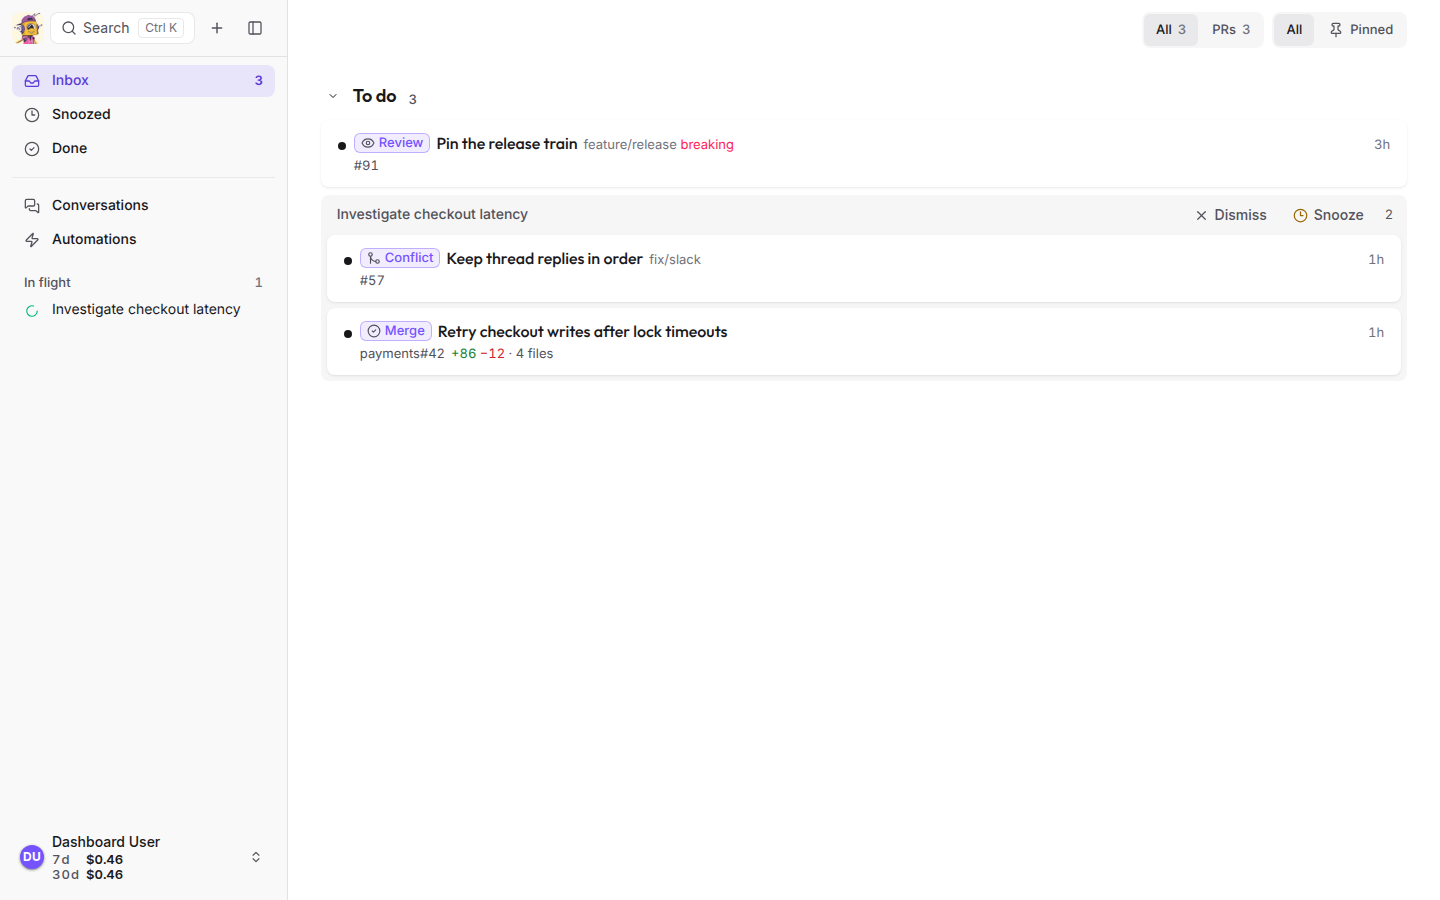 Search Ctrl K
All 3 PRs 3 All Pinned
Inbox 3
Snoozed
Done
Conversations
Automations
In flight 1
Investigate checkout latency
To do 3
Review Pin the release train feature/release breaking 3h
#91
Investigate checkout latency Dismiss Snooze 2
Conflict Keep thread replies in order fix/slack 1h
#57
Merge Retry checkout writes after lock timeouts 1h
payments#42 +86 −12 · 4 files
DU Dashboard User
7d $0.46
30d $0.46